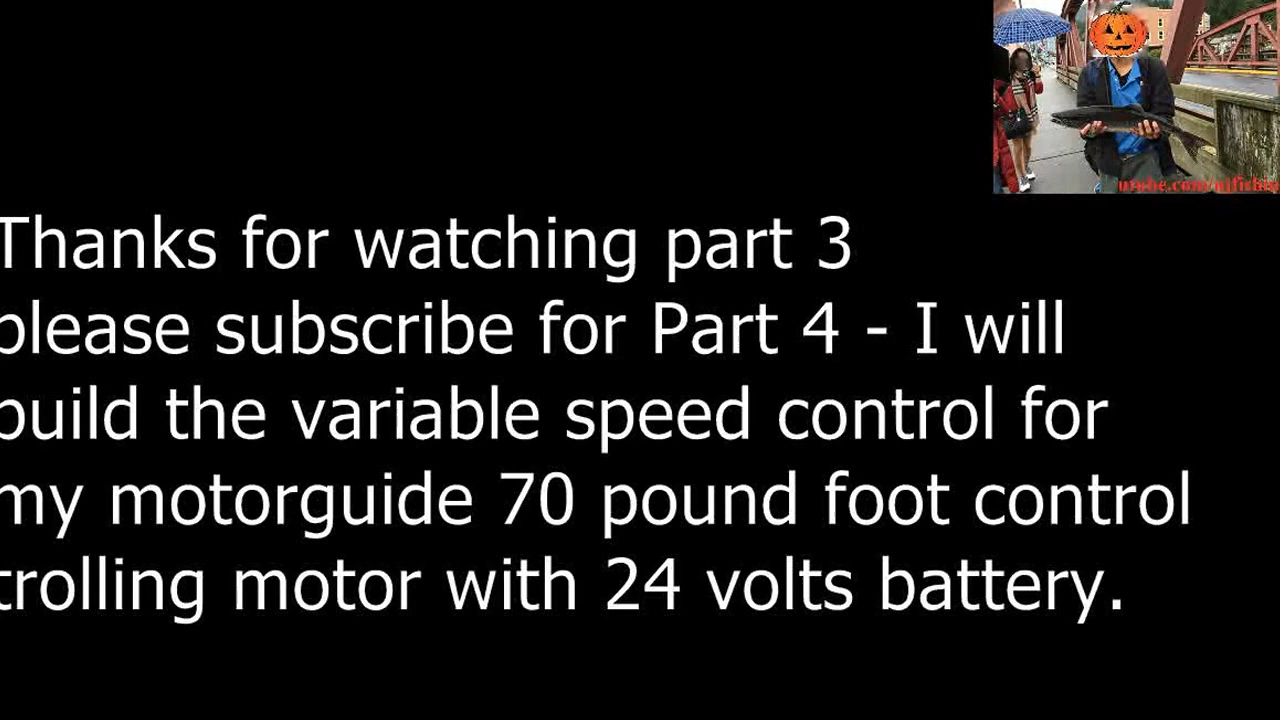 Thanks for watching part 3
please subscribe for Part 4 - I will
build the variable speed control for
my motorguide 70 pound foot control
trolling motor with 24 volts battery.